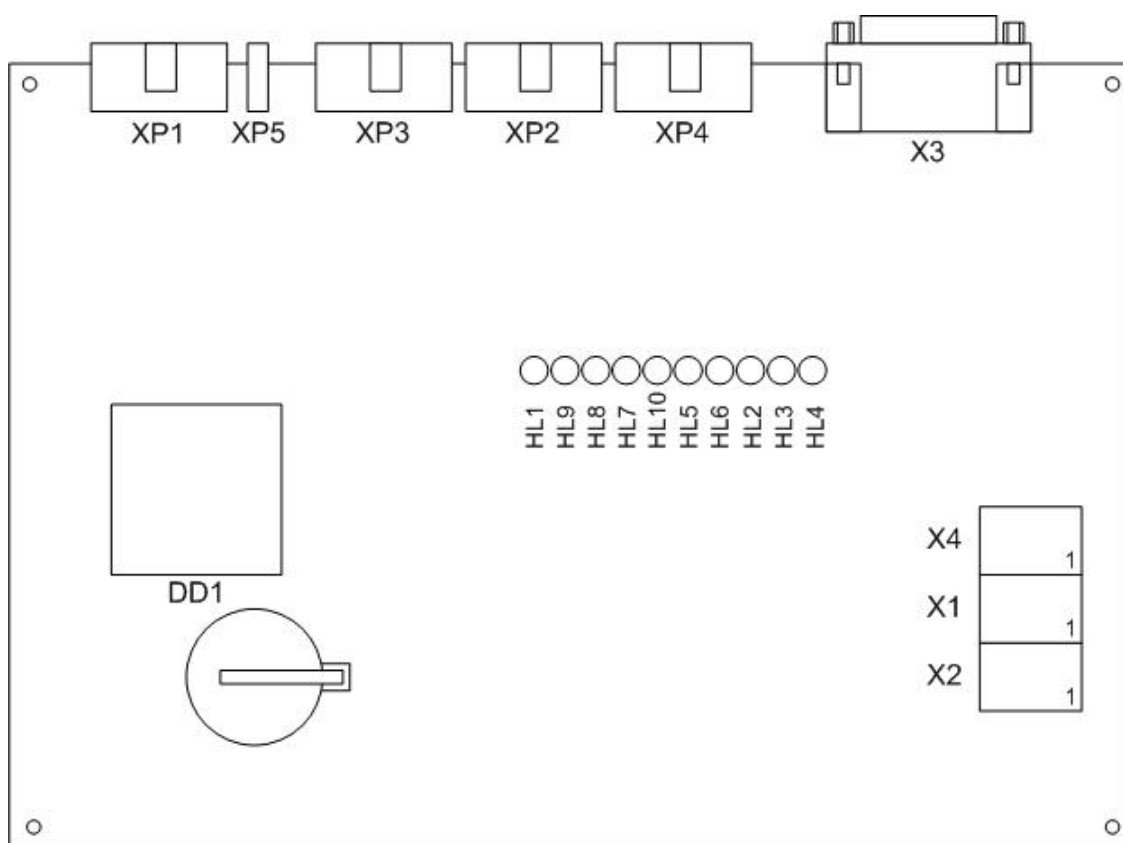 XP1 XP5 XP3 XP2 XP4
X3
HL1 HL9 HL8 HL7 HL10 HL5 HL6 HL2 HL3 HL4
X4 1
DD1
X1 1
X2 1